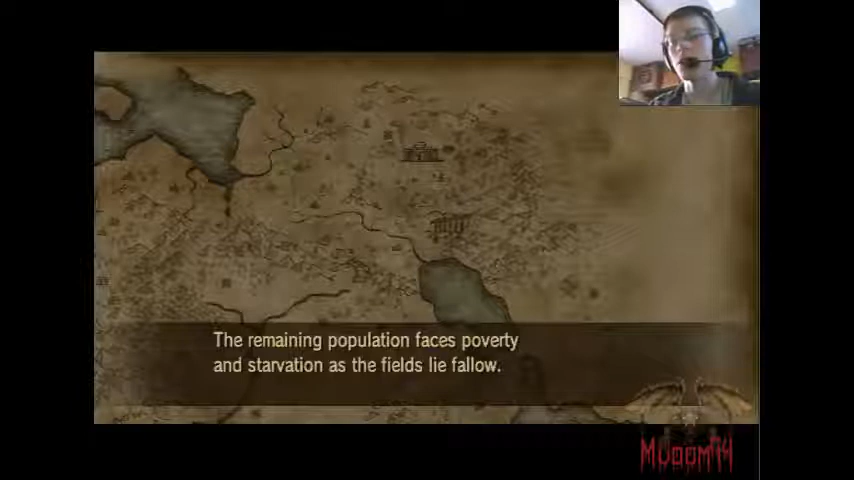 The remaining population faces poverty
and starvation as the fields lie fallow.